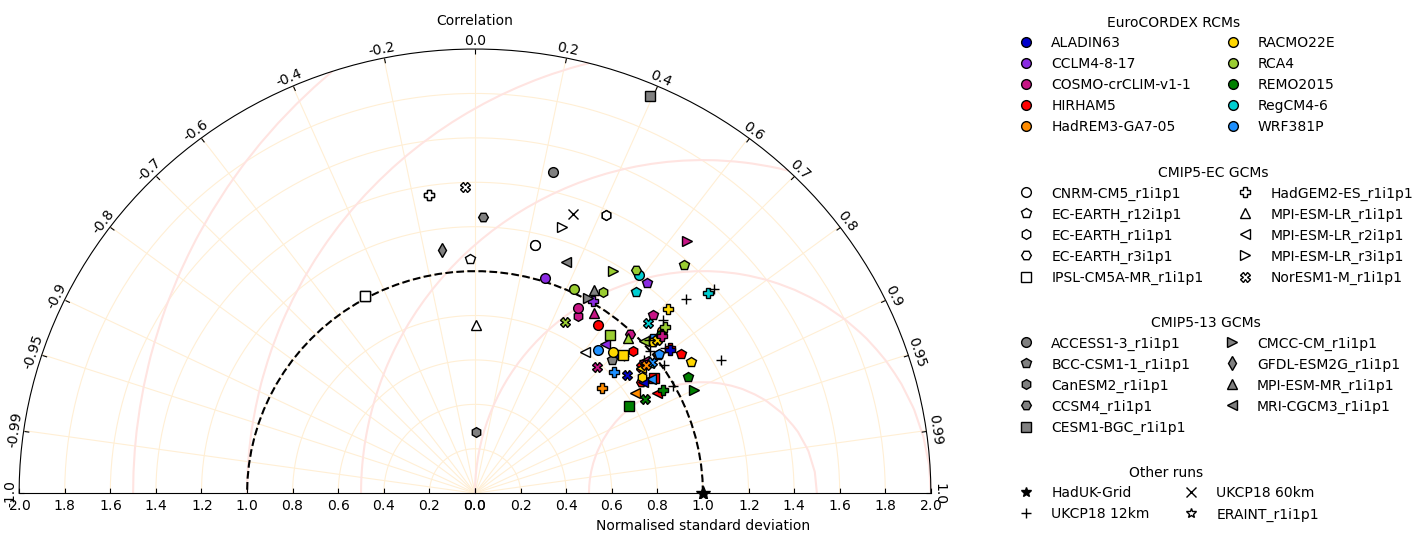 Correlation
0.0
-0.2
0.2
-0.4
0.4
-0.6
0.6
-0.7
0.7
-0.8
0.8
-0.9
0.9
-0.95
0.95
-0.99
0.99
-1.0
1.0
2.0 1.8 1.6 1.4 1.2 1.0 0.8 0.6 0.4 0.2 0.0 0.2 0.4 0.6 0.8 1.0 1.2 1.4 1.6 1.8 2.0
Normalised standard deviation
EuroCORDEX RCMs
ALADIN63 RACMO22E
CCLM4-8-17 RCA4
COSMO-crCLIM-v1-1 REMO2015
HIRHAM5 RegCM4-6
HadREM3-GA7-05 WRF381P
CMIP5-EC GCMs
CNRM-CM5_r1i1p1 HadGEM2-ES_r1i1p1
EC-EARTH_r12i1p1 MPI-ESM-LR_r1i1p1
EC-EARTH_r1i1p1 MPI-ESM-LR_r2i1p1
EC-EARTH_r3i1p1 MPI-ESM-LR_r3i1p1
IPSL-CM5A-MR_r1i1p1 NorESM1-M_r1i1p1
CMIP5-13 GCMs
ACCESS1-3_r1i1p1 CMCC-CM_r1i1p1
BCC-CSM1-1_r1i1p1 GFDL-ESM2G_r1i1p1
CanESM2_r1i1p1 MPI-ESM-MR_r1i1p1
CCSM4_r1i1p1 MRI-CGCM3_r1i1p1
CESM1-BGC_r1i1p1
Other runs
HadUK-Grid UKCP18 60km
UKCP18 12km ERAINT_r1i1p1